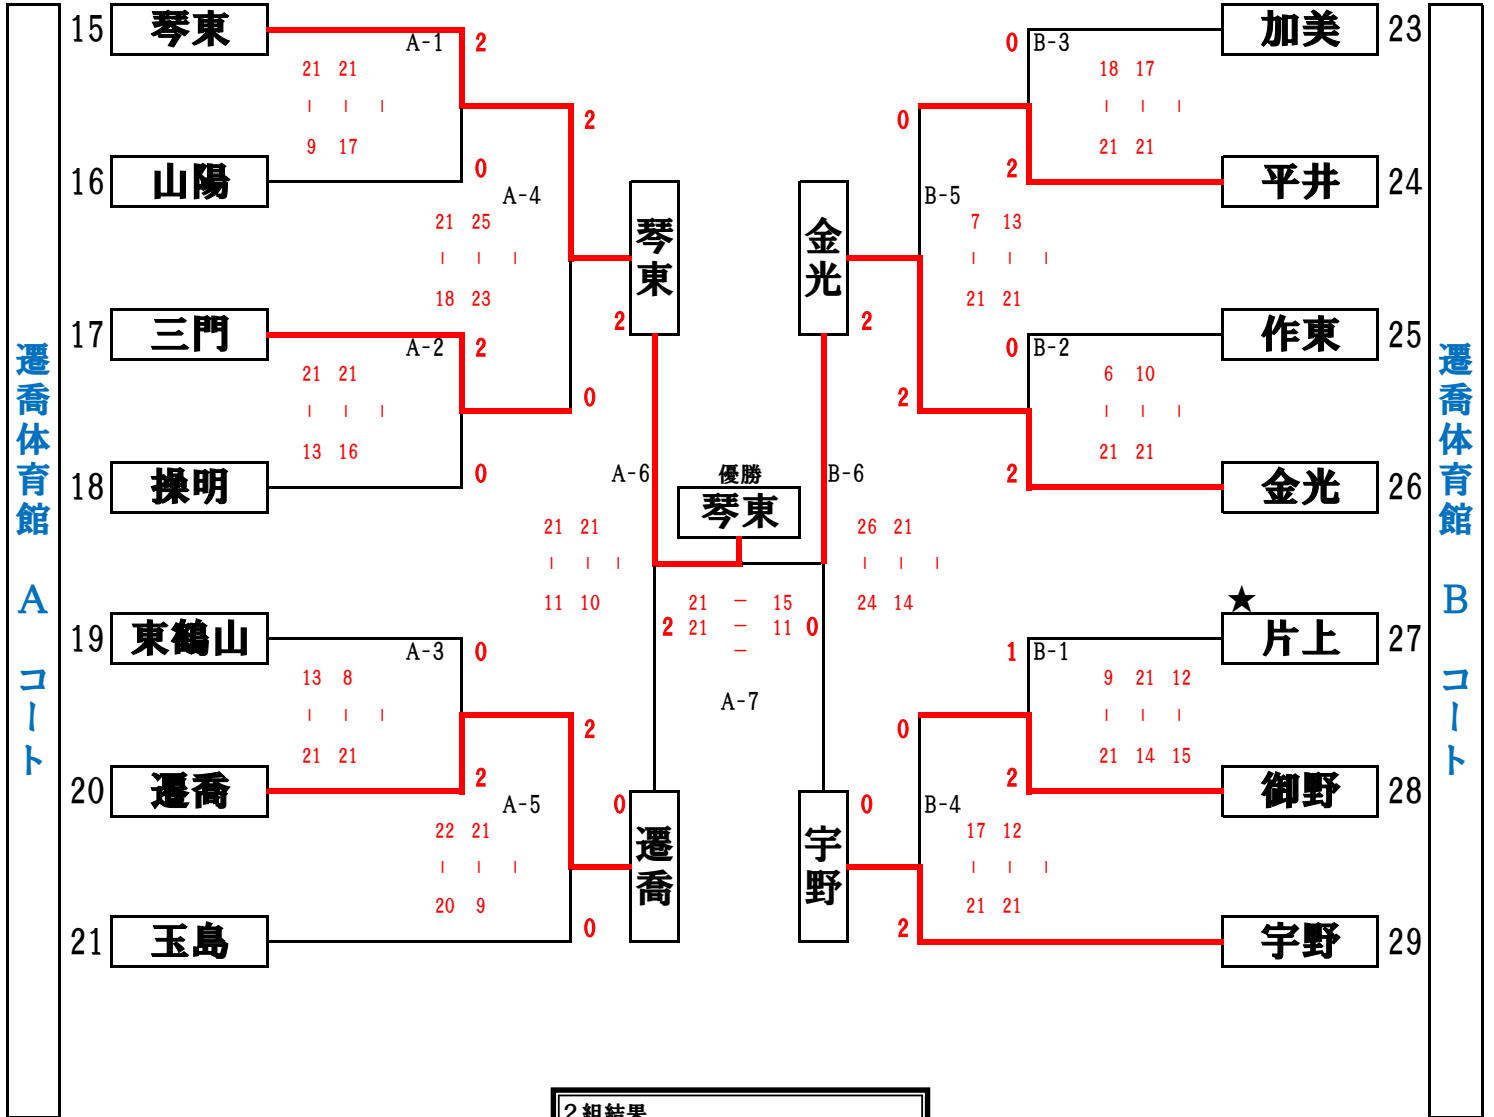 15 琴東 A-1 2 0 B-3 加美 23
21 21 18 17
| | | | | |
9 17 2 0 21 21
16 山陽 0 2 平井 24
A-4 B-5
21 25 琴東 金光 7 13
| | | | | |
18 23 21 21
2 2
17 三門 A-2 2 0 B-2 作東 25
21 21 6 10
| | | 0 2 | | |
13 16 21 21
18 操明 0 A-6 優勝 B-6 2 金光 26
琴東
21 21 26 21
| | | | | |
11 10 24 14
21 － 15
2 21 － 11 0
－
★
19 東鶴山 A-3 0 1 B-1 片上 27
13 8 9 21 12
| | | A-7 | | |
21 21 2 0 21 14 15
20 遷喬 2 2 御野 28
A-5 0 0 B-4
22 21 遷喬 宇野 17 12
| | | | | |
20 9 21 21
21 玉島 0 2 宇野 29
遷喬体育館 A コート
遷喬体育館 B コート
２組結果